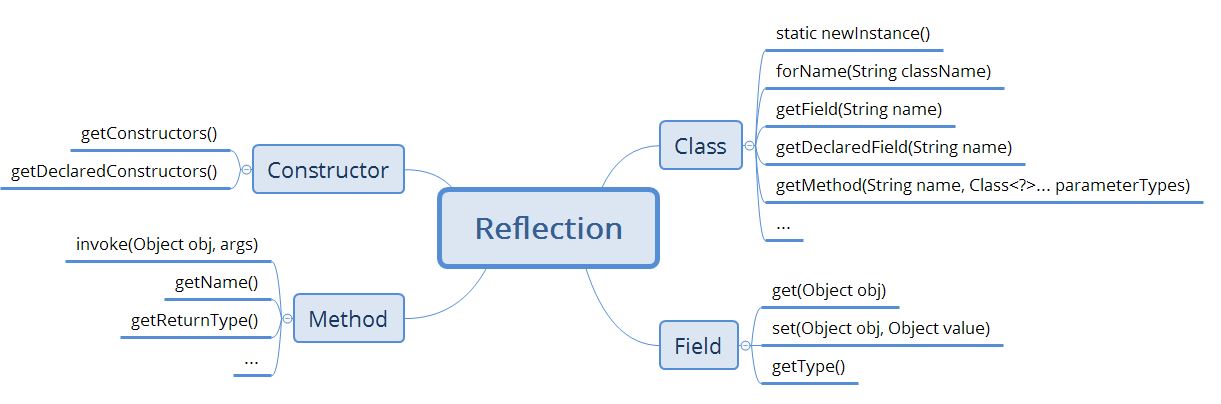 Reflection
Class
static newInstance()
forName(String className)
getField(String name)
getDeclaredField(String name)
getMethod(String name, Class<?>... parameterTypes)
...
Field
get(Object obj)
set(Object obj, Object value)
getType()
Constructor
getConstructors()
getDeclaredConstructors()
Method
invoke(Object obj, args)
getName()
getReturnType()
...